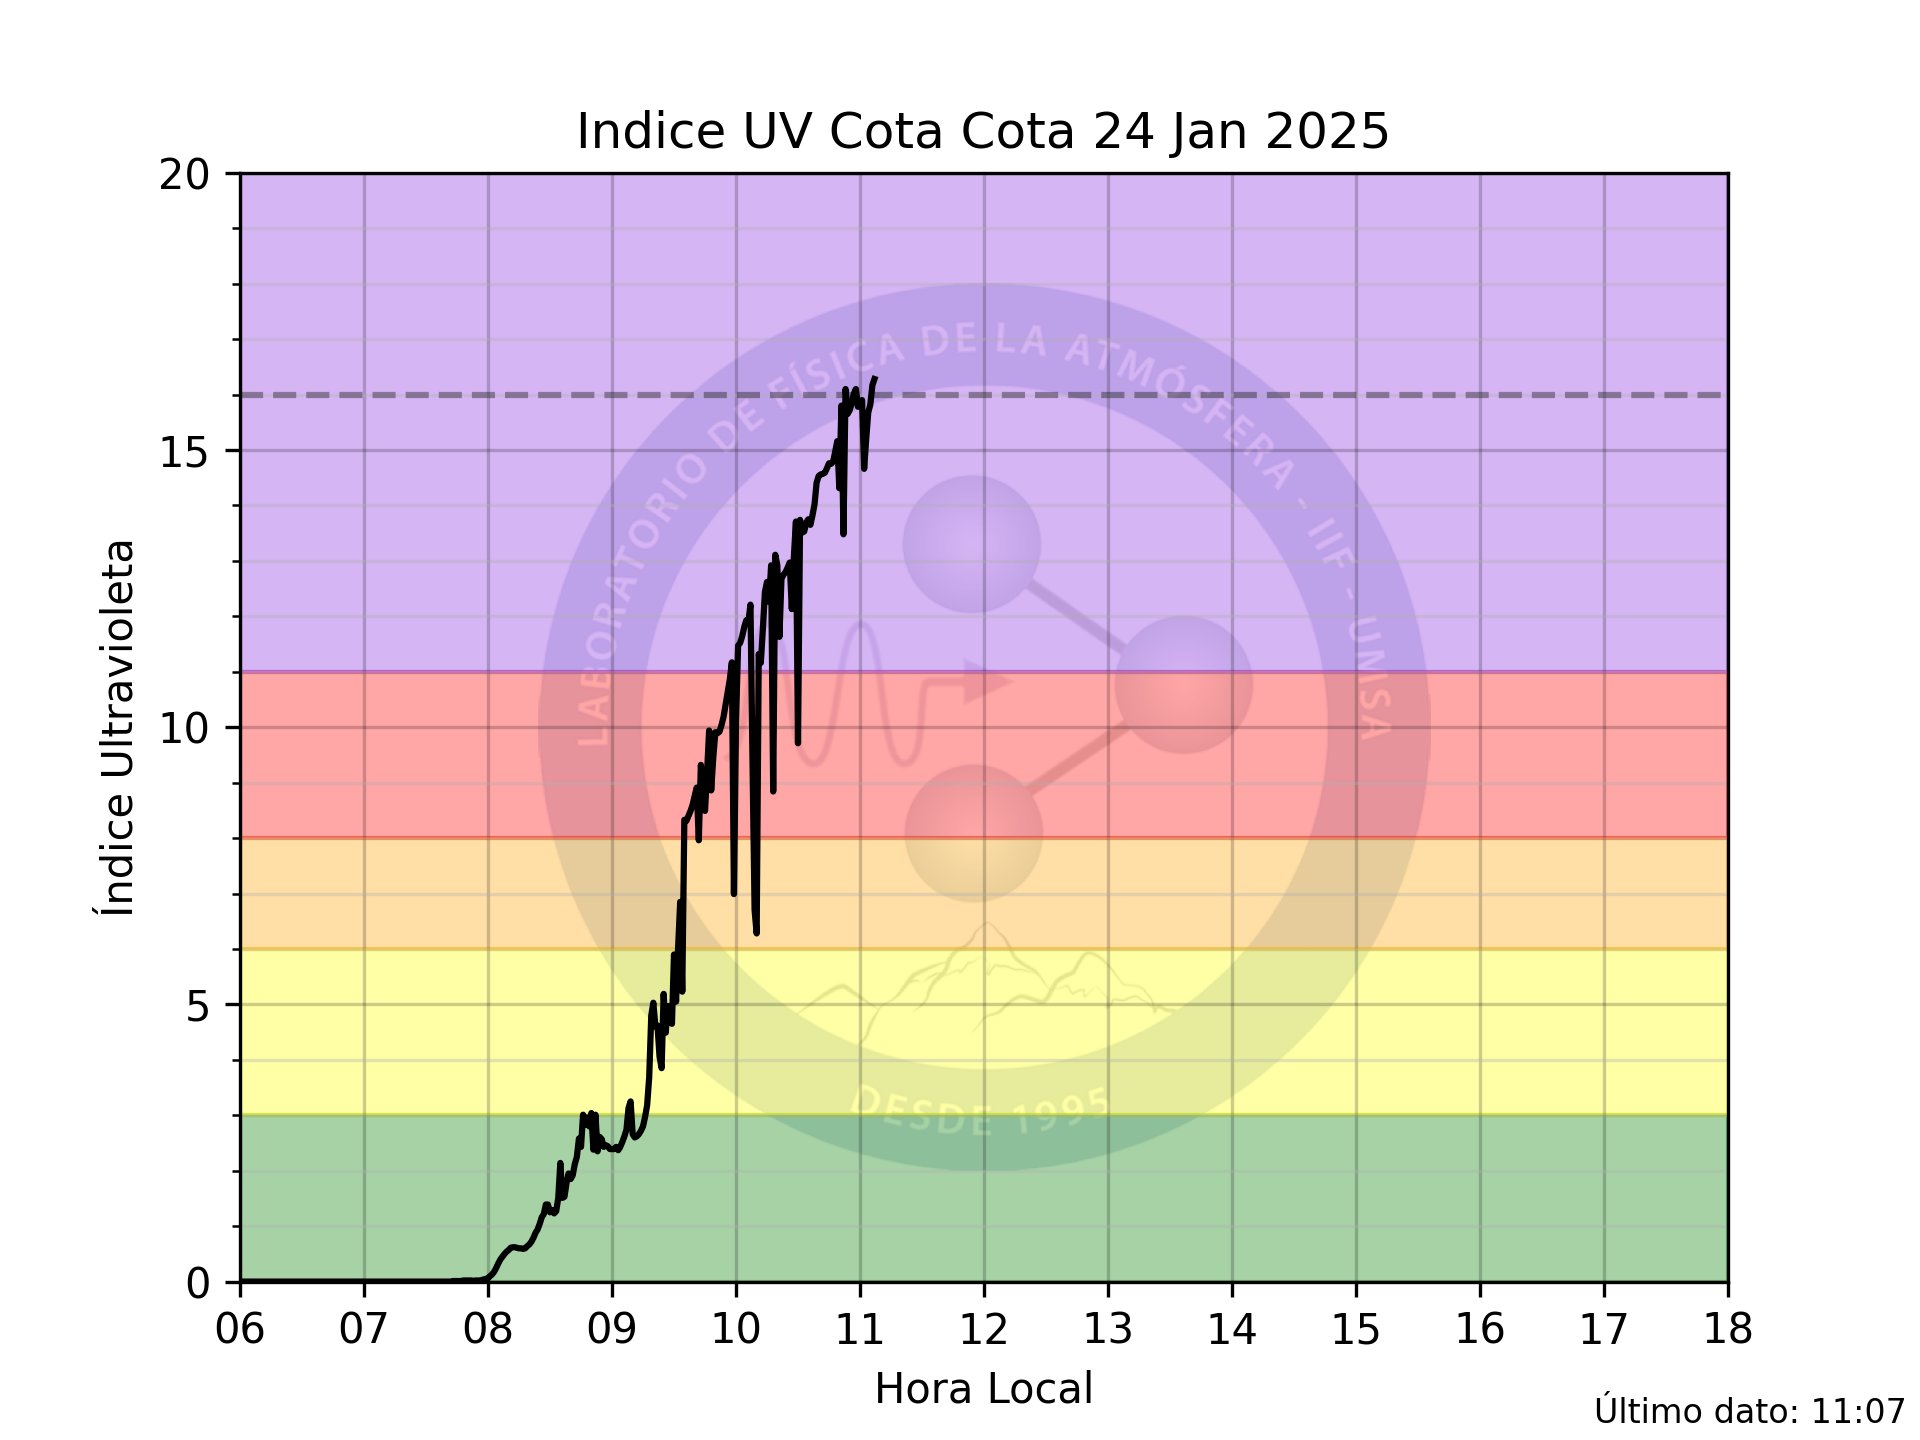 Indice UV Cota Cota 24 Jan 2025
20
15
10
5
0
Índice Ultravioleta
LABORATORIO DE FÍSICA DE LA ATMÓSFERA - IIF - UMSA
DESDE 1995
06 07 08 09 10 11 12 13 14 15 16 17 18
Hora Local
Último dato: 11:07